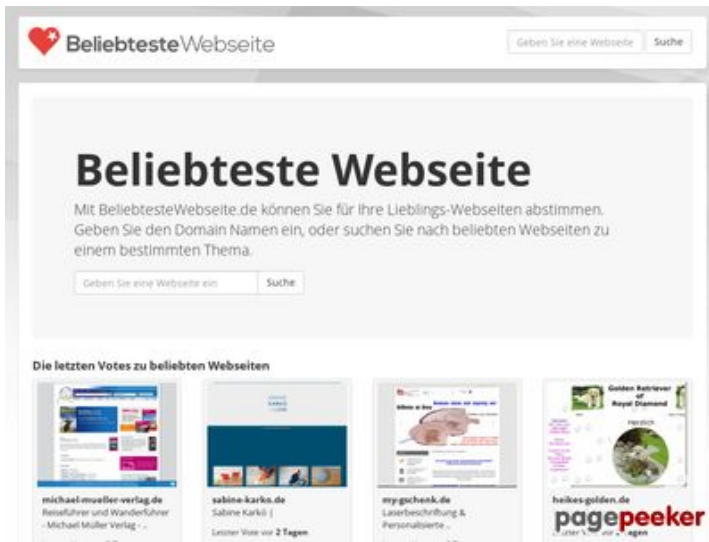 BeliebtesteWebseite
Geben Sie eine Webseite
Suche
Beliebteste Webseite
Mit BeliebtesteWebseite.de können Sie für Ihre Lieblings-Webseiten abstimmen.
Geben Sie den Domain Namen ein, oder suchen Sie nach beliebten Webseiten zu
einem bestimmten Thema.
Geben Sie eine Webseite ein
Suche
Die letzten Votes zu beliebten Webseiten
Golden Retriever
of
Royal Diamond
Herzlich
michael-mueller-verlag.de
Reiseführer und Wanderführer
- Michael Müller Verlag - ..
sabine-karko.de
Sabine Karkó |
Letzter Vote vor 2 Tagen
my-gschenk.de
Laserbeschriftung &
Personalisierte ..
heikes-golden.de
pagepeeker